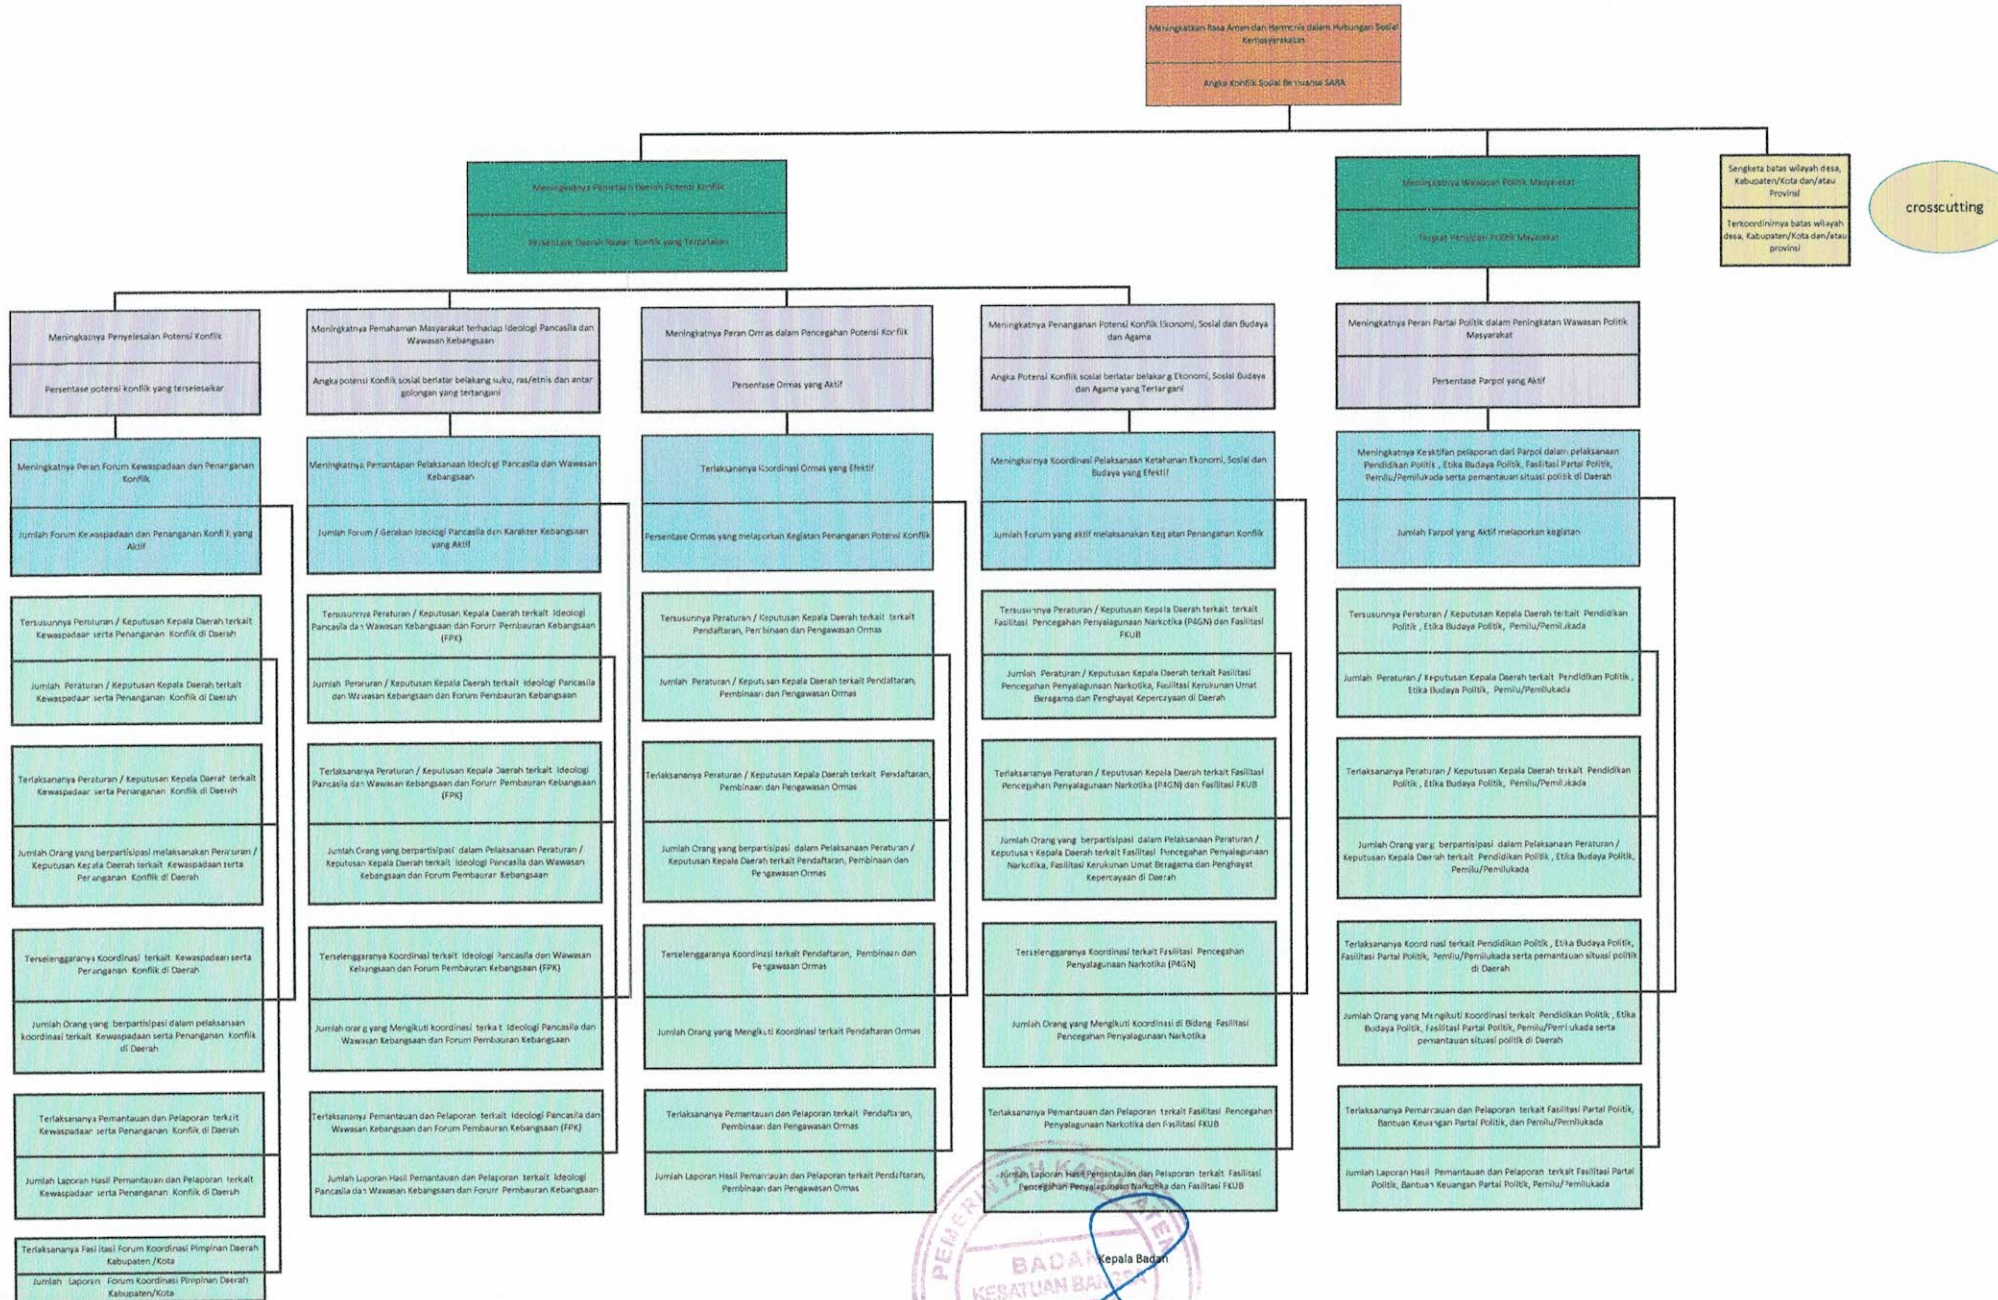 Meningkatkan Rasa Aman dan Harmonis dalam Hubungan Sosial
Kemasyarakatan
Angka Konflik Sosial Bernuansa SARA
Meningkatnya Pemetaan Daerah Potensi Konflik
Persentase Daerah Rawan Konflik yang Terpetakan
Meningkatnya Wawasan Politik Masyarakat
Tingkat Politik Masyarakat
Sengketa batas wilayah desa,
Kabupaten/Kota dan/atau
Provinsi
Terkoordinirnya batas wilayah
desa, Kabupaten/Kota dan/atau
provinsi
crosscutting
Meningkatnya Penyelesaian Potensi Konflik
Persentase potensi konflik yang terselesaikan
Meningkatnya Pemahaman Masyarakat terhadap Ideologi Pancasila dan
Wawasan Kebangsaan
Angka potensi Konflik sosial berlatar belakang suku, ras/etnis dan antar
golongan yang tertangani
Meningkatnya Peran Ormas dalam Pencegahan Potensi Konflik
Persentase Ormas yang Aktif
Meningkatnya Penanganan Potensi Konflik Ekonomi, Sosial dan Budaya
dan Agama
Angka Potensi Konflik sosial berlatar belakang Ekonomi, Sosial Budaya
dan Agama yang Tertangani
Meningkatnya Peran Partai Politik dalam Peningkatan Wawasan Politik
Masyarakat
Persentase Parpol yang Aktif
Meningkatnya Peran Forum Kewaspadaan dan Penanganan
Konflik
Jumlah Forum Kewaspadaan dan Penanganan Konflik yang
Aktif
Meningkatnya Pemantapan Pelaksanaan Ideologi Pancasila dan Wawasan
Kebangsaan
Jumlah Forum / Gerakan Ideologi Pancasila dan Karakter Kebangsaan
yang Aktif
Terlaksananya Koordinasi Ormas yang Efektif
Persentase Ormas yang melaporkan Kegiatan Penanganan Potensi Konflik
Meningkatnya Koordinasi Pelaksanaan Ketahanan Ekonomi, Sosial dan
Budaya yang Efektif
Jumlah Forum yang aktif melaksanakan Kegiatan Penanganan Konflik
Meningkatnya Keaktifan pelaporan dari Parpol dalam pelaksanaan
Pendidikan Politik , Etika Budaya Politik, Fasilitasi Partai Politik,
Pemilu/Pemilukada serta pemantauan situasi politik di Daerah
Jumlah Parpol yang Aktif melaporkan kegiatan
Tersusunnya Peraturan / Keputusan Kepala Daerah terkait
Kewaspadaan serta Penanganan Konflik di Daerah
Jumlah Peraturan / Keputusan Kepala Daerah terkait
Kewaspadaan serta Penanganan Konflik di Daerah
Tersusunnya Peraturan / Keputusan Kepala Daerah terkait Ideologi
Pancasila dan Wawasan Kebangsaan dan Forum Pembauran Kebangsaan
(FPK)
Jumlah Peraturan / Keputusan Kepala Daerah terkait Ideologi Pancasila
dan Wawasan Kebangsaan dan Forum Pembauran Kebangsaan
Tersusunnya Peraturan / Keputusan Kepala Daerah terkait terkait
Pendaftaran, Pembinaan dan Pengawasan Ormas
Jumlah Peraturan / Keputusan Kepala Daerah terkait Pendaftaran,
Pembinaan dan Pengawasan Ormas
Tersusunnya Peraturan / Keputusan Kepala Daerah terkait terkait
Fasilitasi Pencegahan Penyalagunaan Narkotika (P4GN) dan Fasilitasi
FKUB
Jumlah Peraturan / Keputusan Kepala Daerah terkait Fasilitasi
Pencegahan Penyalagunaan Narkotika, Fasilitasi Kerukunan Umat
Beragama dan Penghayat Kepercayaan di Daerah
Tersusunnya Peraturan / Keputusan Kepala Daerah terkait Pendidikan
Politik , Etika Budaya Politik, Pemilu/Pemilukada
Jumlah Peraturan / Keputusan Kepala Daerah terkait Pendidikan Politik ,
Etika Budaya Politik, Pemilu/Pemilukada
Terlaksananya Peraturan / Keputusan Kepala Daerah terkait
Kewaspadaan serta Penanganan Konflik di Daerah
Jumlah Orang yang berpartisipasi melaksanakan Peraturan /
Keputusan Kepala Daerah terkait Kewaspadaan serta
Penanganan Konflik di Daerah
Terlaksananya Peraturan / Keputusan Kepala Daerah terkait Ideologi
Pancasila dan Wawasan Kebangsaan dan Forum Pembauran Kebangsaan
(FPK)
Jumlah Orang yang berpartisipasi dalam Pelaksanaan Peraturan /
Keputusan Kepala Daerah terkait Ideologi Pancasila dan Wawasan
Kebangsaan dan Forum Pembauran Kebangsaan
Terlaksananya Peraturan / Keputusan Kepala Daerah terkait Pendaftaran,
Pembinaan dan Pengawasan Ormas
Jumlah Orang yang berpartisipasi dalam Pelaksanaan Peraturan /
Keputusan Kepala Daerah terkait Pendaftaran, Pembinaan dan
Pengawasan Ormas
Terlaksananya Peraturan / Keputusan Kepala Daerah terkait Fasilitasi
Pencegahan Penyalagunaan Narkotika (P4GN) dan Fasilitasi FKUB
Jumlah Orang yang berpartisipasi dalam Pelaksanaan Peraturan /
Keputusan Kepala Daerah terkait Fasilitasi Pencegahan Penyalagunaan
Narkotika, Fasilitasi Kerukunan Umat Beragama dan Penghayat
Kepercayaan di Daerah
Terlaksananya Peraturan / Keputusan Kepala Daerah terkait Pendidikan
Politik , Etika Budaya Politik, Pemilu/Pemilukada
Jumlah Orang yang berpartisipasi dalam Pelaksanaan Peraturan /
Keputusan Kepala Daerah terkait Pendidikan Politik , Etika Budaya Politik,
Pemilu/Pemilukada
Terselenggaranya Koordinasi terkait Kewaspadaan serta
Penanganan Konflik di Daerah
Jumlah Orang yang berpartisipasi dalam pelaksanaan
koordinasi terkait Kewaspadaan serta Penanganan Konflik
di Daerah
Terselenggaranya Koordinasi terkait Ideologi Pancasila dan Wawasan
Kebangsaan dan Forum Pembauran Kebangsaan (FPK)
Jumlah orang yang Mengikuti koordinasi terkait Ideologi Pancasila dan
Wawasan Kebangsaan dan Forum Pembauran Kebangsaan
Terselenggaranya Koordinasi terkait Pendaftaran, Pembinaan dan
Pengawasan Ormas
Jumlah Orang yang Mengikuti Koordinasi terkait Pendaftaran Ormas
Terselenggaranya Koordinasi terkait Fasilitasi Pencegahan
Penyalagunaan Narkotika (P4GN)
Jumlah Orang yang Mengikuti Koordinasi di Bidang Fasilitasi
Pencegahan Penyalagunaan Narkotika
Terlaksananya Koordinasi terkait Pendidikan Politik , Etika Budaya Politik,
Fasilitasi Partai Politik, Pemilu/Pemilukada serta pemantauan situasi politik
di Daerah
Jumlah Orang yang Mengikuti Koordinasi terkait Pendidikan Politik , Etika
Budaya Politik, Fasilitasi Partai Politik, Pemilu/Pemilukada serta
pemantauan situasi politik di Daerah
Terlaksananya Pemantauan dan Pelaporan terkait
Kewaspadaan serta Penanganan Konflik di Daerah
Jumlah Laporan Hasil Pemantauan dan Pelaporan terkait
Kewaspadaan serta Penanganan Konflik di Daerah
Terlaksananya Pemantauan dan Pelaporan terkait Ideologi Pancasila dan
Wawasan Kebangsaan dan Forum Pembauran Kebangsaan (FPK)
Jumlah Laporan Hasil Pemantauan dan Pelaporan terkait Ideologi
Pancasila dan Wawasan Kebangsaan dan Forum Pembauran Kebangsaan
Terlaksananya Pemantauan dan Pelaporan terkait Pendaftaran,
Pembinaan dan Pengawasan Ormas
Jumlah Laporan Hasil Pemantauan dan Pelaporan terkait Pendaftaran,
Pembinaan dan Pengawasan Ormas
Terlaksananya Pemantauan dan Pelaporan terkait Fasilitasi Pencegahan
Penyalagunaan Narkotika dan Fasilitasi FKUB
Jumlah Laporan Hasil Pemantauan dan Pelaporan terkait Fasilitasi
Pencegahan Penyalagunaan Narkotika dan Fasilitasi FKUB
Terlaksananya Pemantauan dan Pelaporan terkait Fasilitasi Partai Politik,
Bantuan Keuangan Partai Politik, dan Pemilu/Pemilukada
Jumlah Laporan Hasil Pemantauan dan Pelaporan terkait Fasilitasi Partai
Politik, Bantuan Keuangan Partai Politik, Pemilu/Pemilukada
Terlaksananya Fasilitasi Forum Koordinasi Pimpinan Daerah
Kabupaten /Kota
Jumlah Laporan Forum Koordinasi Pimpinan Daerah
Kabupaten/Kota
PEMERINTAH KABUPATEN
BADAN
KESATUAN BANGSA
Kepala Badan